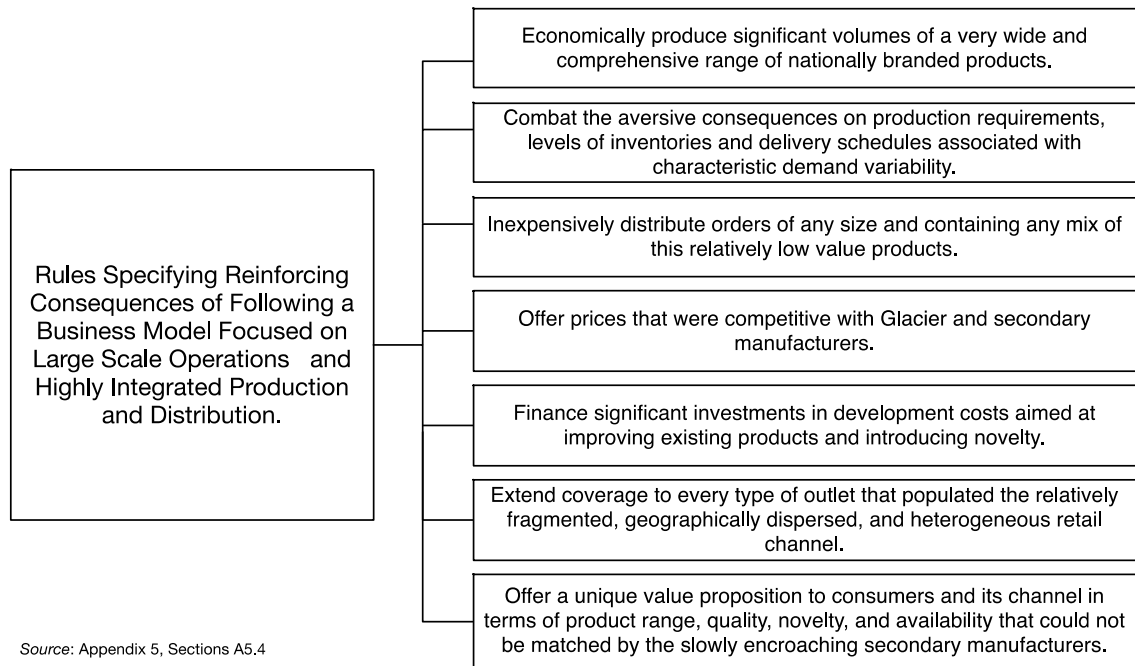 Rules Specifying Reinforcing
Consequences of Following a
Business Model Focused on
Large Scale Operations and
Highly Integrated Production
and Distribution.
Economically produce significant volumes of a very wide and
comprehensive range of nationally branded products.
Combat the aversive consequences on production requirements,
levels of inventories and delivery schedules associated with
characteristic demand variability.
Inexpensively distribute orders of any size and containing any mix of
this relatively low value products.
Offer prices that were competitive with Glacier and secondary
manufacturers.
Finance significant investments in development costs aimed at
improving existing products and introducing novelty.
Extend coverage to every type of outlet that populated the relatively
fragmented, geographically dispersed, and heterogeneous retail
channel.
Offer a unique value proposition to consumers and its channel in
terms of product range, quality, novelty, and availability that could not
be matched by the slowly encroaching secondary manufacturers.
Source: Appendix 5, Sections A5.4